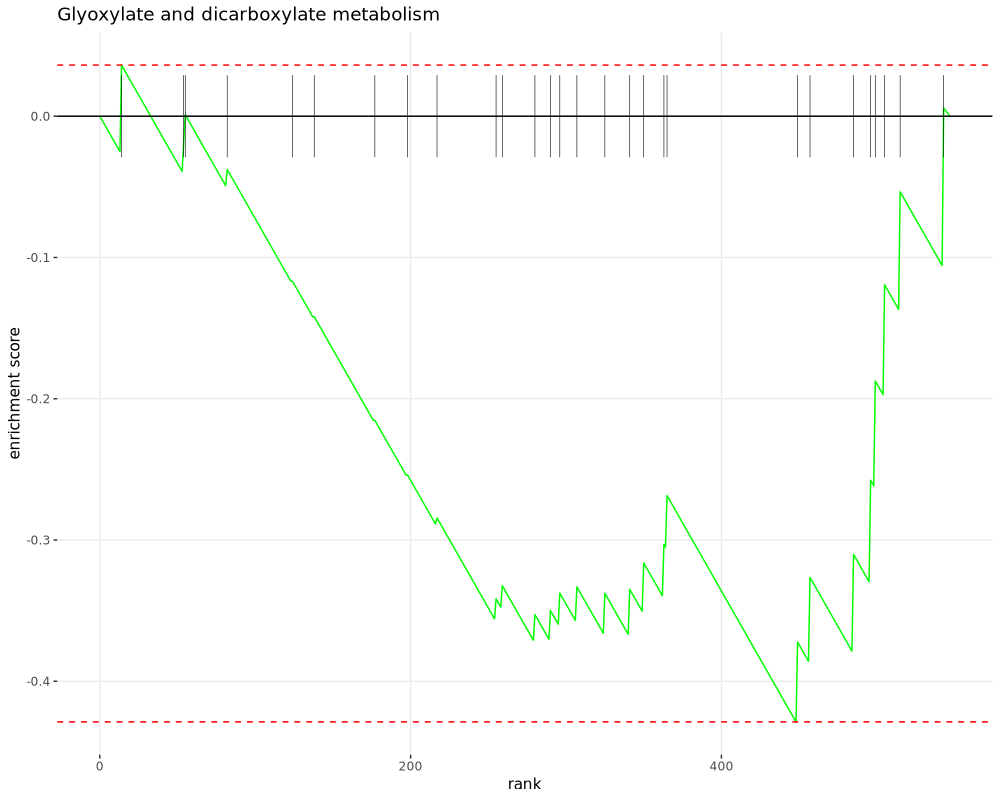 Glyoxylate and dicarboxylate metabolism
enrichment score
0.0
-0.1
-0.2
-0.3
-0.4
0
200
400
rank